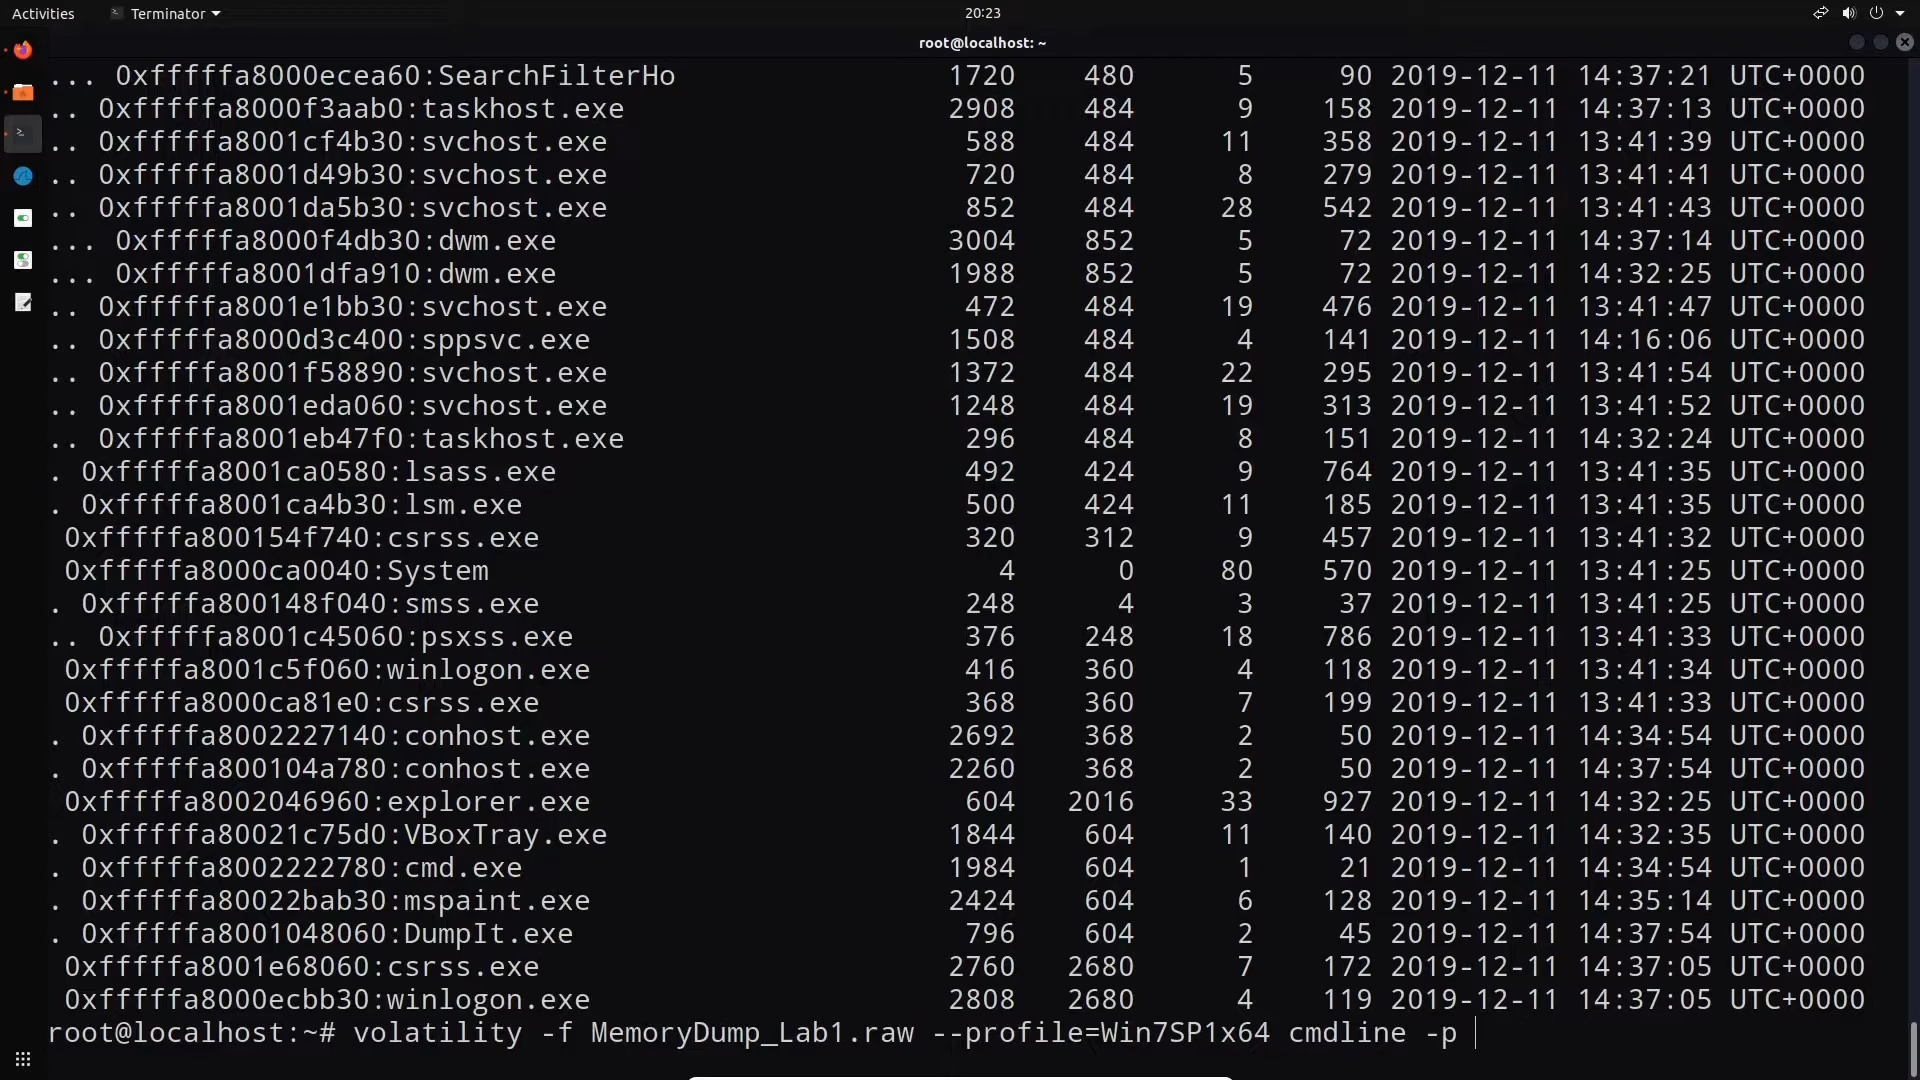 Activities Terminator 20:23
root@localhost: ~
... 0xfffffa8000ecea60:SearchFilterHo 1720 480 5 90 2019-12-11 14:37:21 UTC+0000
.. 0xfffffa8000f3aab0:taskhost.exe 2908 484 9 158 2019-12-11 14:37:13 UTC+0000
.. 0xfffffa8001cf4b30:svchost.exe 588 484 11 358 2019-12-11 13:41:39 UTC+0000
.. 0xfffffa8001d49b30:svchost.exe 720 484 8 279 2019-12-11 13:41:41 UTC+0000
.. 0xfffffa8001da5b30:svchost.exe 852 484 28 542 2019-12-11 13:41:43 UTC+0000
... 0xfffffa8000f4db30:dwm.exe 3004 852 5 72 2019-12-11 14:37:14 UTC+0000
... 0xfffffa8001dfa910:dwm.exe 1988 852 5 72 2019-12-11 14:32:25 UTC+0000
.. 0xfffffa8001e1bb30:svchost.exe 472 484 19 476 2019-12-11 13:41:47 UTC+0000
.. 0xfffffa8000d3c400:sppsvc.exe 1508 484 4 141 2019-12-11 14:16:06 UTC+0000
.. 0xfffffa8001f58890:svchost.exe 1372 484 22 295 2019-12-11 13:41:54 UTC+0000
.. 0xfffffa8001eda060:svchost.exe 1248 484 19 313 2019-12-11 13:41:52 UTC+0000
.. 0xfffffa8001eb47f0:taskhost.exe 296 484 8 151 2019-12-11 14:32:24 UTC+0000
. 0xfffffa8001ca0580:lsass.exe 492 424 9 764 2019-12-11 13:41:35 UTC+0000
. 0xfffffa8001ca4b30:lsm.exe 500 424 11 185 2019-12-11 13:41:35 UTC+0000
0xfffffa800154f740:csrss.exe 320 312 9 457 2019-12-11 13:41:32 UTC+0000
0xfffffa8000ca0040:System 4 0 80 570 2019-12-11 13:41:25 UTC+0000
. 0xfffffa800148f040:smss.exe 248 4 3 37 2019-12-11 13:41:25 UTC+0000
.. 0xfffffa8001c45060:psxss.exe 376 248 18 786 2019-12-11 13:41:33 UTC+0000
0xfffffa8001c5f060:winlogon.exe 416 360 4 118 2019-12-11 13:41:34 UTC+0000
0xfffffa8000ca81e0:csrss.exe 368 360 7 199 2019-12-11 13:41:33 UTC+0000
. 0xfffffa8002227140:conhost.exe 2692 368 2 50 2019-12-11 14:34:54 UTC+0000
. 0xfffffa800104a780:conhost.exe 2260 368 2 50 2019-12-11 14:37:54 UTC+0000
0xfffffa8002046960:explorer.exe 604 2016 33 927 2019-12-11 14:32:25 UTC+0000
. 0xfffffa80021c75d0:VBoxTray.exe 1844 604 11 140 2019-12-11 14:32:35 UTC+0000
. 0xfffffa8002222780:cmd.exe 1984 604 1 21 2019-12-11 14:34:54 UTC+0000
. 0xfffffa80022bab30:mspaint.exe 2424 604 6 128 2019-12-11 14:35:14 UTC+0000
. 0xfffffa8001048060:DumpIt.exe 796 604 2 45 2019-12-11 14:37:54 UTC+0000
0xfffffa8001e68060:csrss.exe 2760 2680 7 172 2019-12-11 14:37:05 UTC+0000
0xfffffa8000ecbb30:winlogon.exe 2808 2680 4 119 2019-12-11 14:37:05 UTC+0000
root@localhost:~# volatility -f MemoryDump_Lab1.raw --profile=Win7SP1x64 cmdline -p